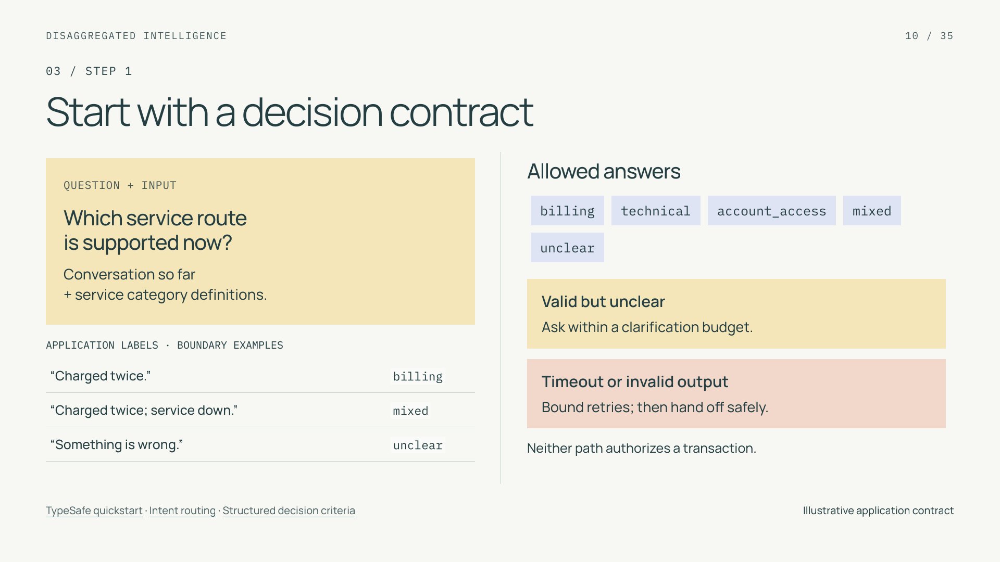 DISAGGREGATED INTELLIGENCE
10 / 35
03 / STEP 1
Start with a decision contract
QUESTION + INPUT
Which service route
is supported now?
Conversation so far
+ service category definitions.
APPLICATION LABELS · BOUNDARY EXAMPLES
“Charged twice.” billing
“Charged twice; service down.” mixed
“Something is wrong.” unclear
Allowed answers
billing technical account_access mixed
unclear
Valid but unclear
Ask within a clarification budget.
Timeout or invalid output
Bound retries; then hand off safely.
Neither path authorizes a transaction.
TypeSafe quickstart · Intent routing · Structured decision criteria
Illustrative application contract